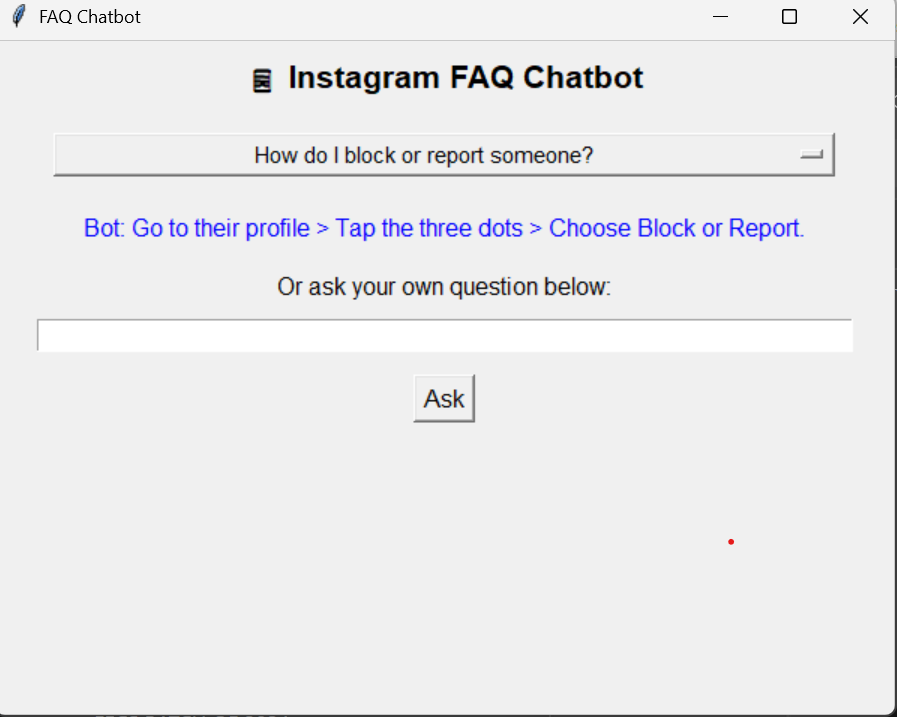 FAQ Chatbot
Instagram FAQ Chatbot
How do I block or report someone?
Bot: Go to their profile > Tap the three dots > Choose Block or Report.
Or ask your own question below:
Ask